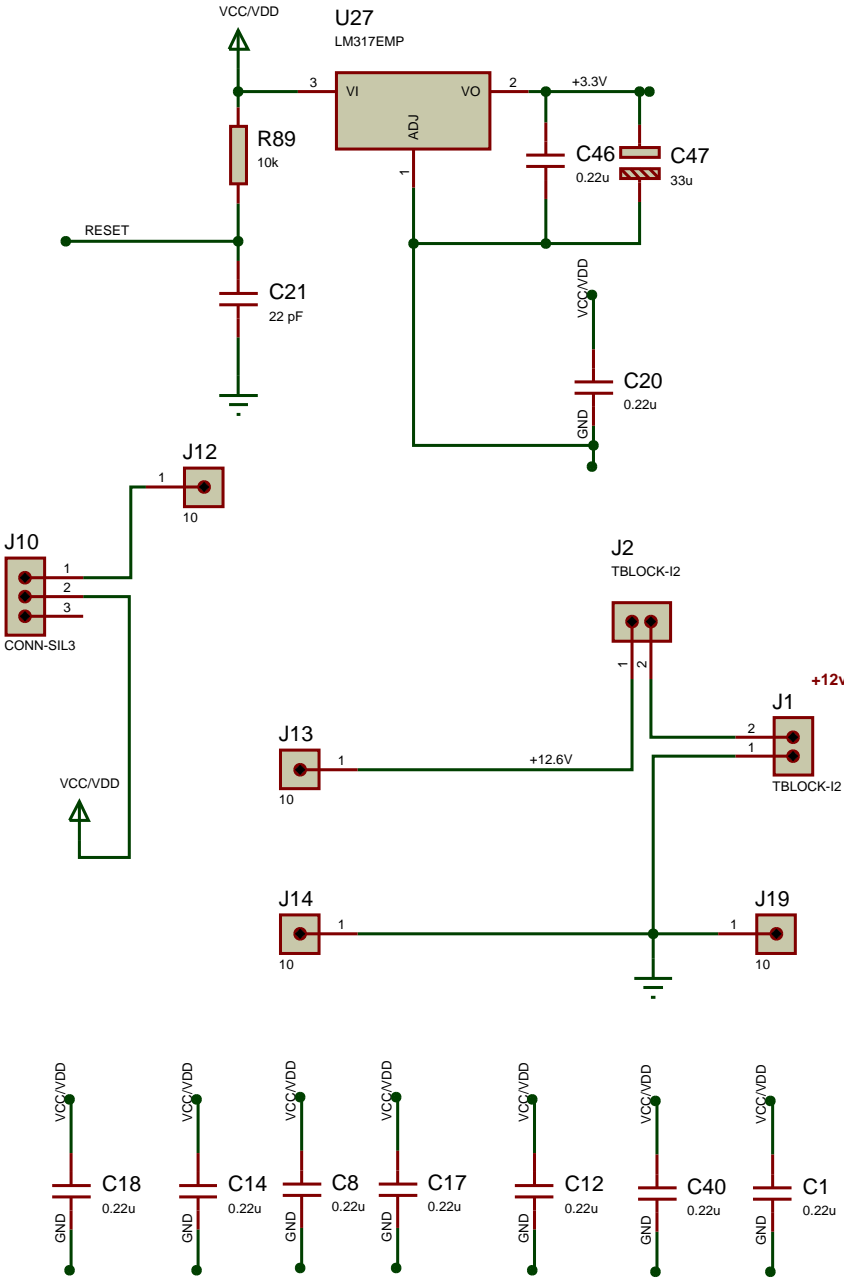 VCC/VDD
U27
LM317EMP
3
VI
VO
2
+3.3V
ADJ
1
R89
10k
C46
0.22u
C47
33u
RESET
C21
22 pF
VCC/VDD
C20
0.22u
GND
J12
1
10
J10
1
2
3
CONN-SIL3
J2
TBLOCK-I2
1
2
+12v
J1
2
1
TBLOCK-I2
J13
1
+12.6V
10
VCC/VDD
J14
1
10
J19
1
10
VCC/VDD
C18
0.22u
GND
VCC/VDD
C14
0.22u
GND
VCC/VDD
C8
0.22u
GND
VCC/VDD
C17
0.22u
GND
VCC/VDD
C12
0.22u
GND
VCC/VDD
C40
0.22u
GND
VCC/VDD
C1
0.22u
GND